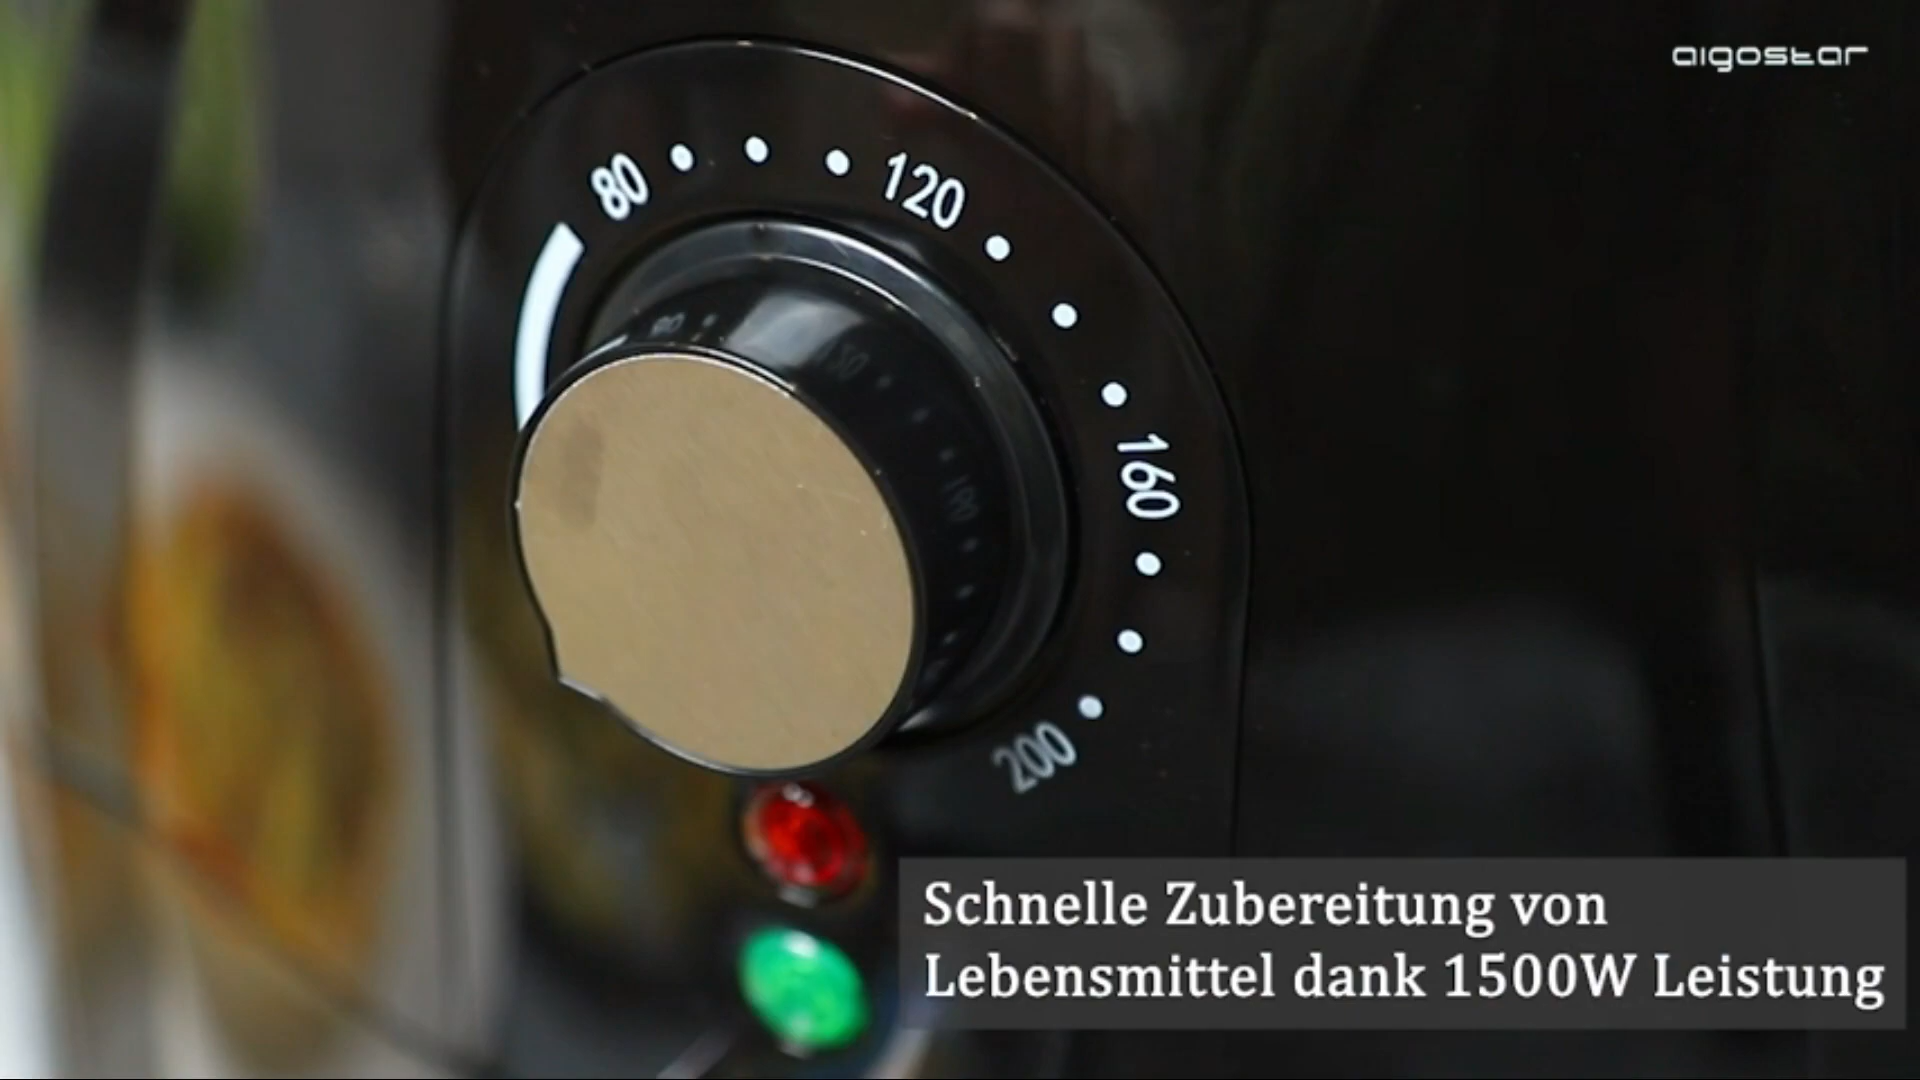 aigostar
80
120
160
200
Schnelle Zubereitung von
Lebensmittel dank 1500W Leistung